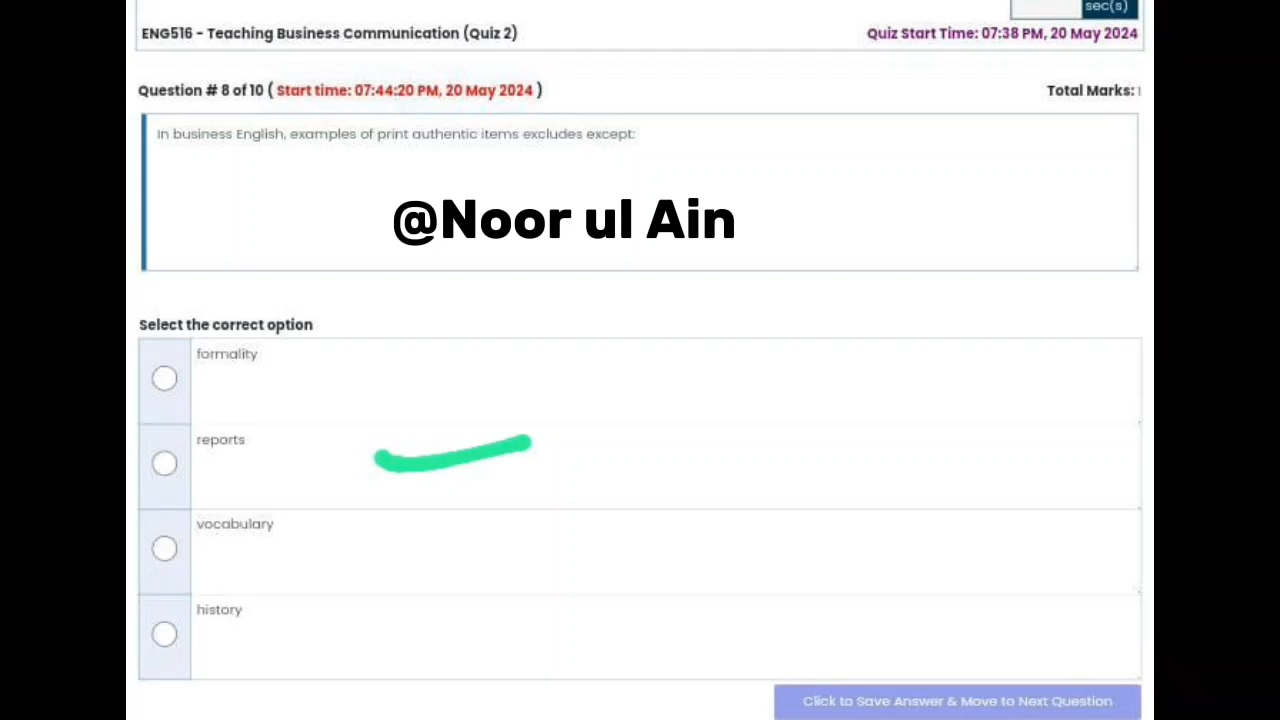 sec(s)
ENG516 - Teaching Business Communication (Quiz 2)
Quiz Start Time: 07:38 PM, 20 May 2024
Question # 8 of 10 ( Start time: 07:44:20 PM, 20 May 2024 )
Total Marks: 1
In business English, examples of print authentic items excludes except:
@Noor ul Ain
Select the correct option
formality
reports
vocabulary
history
Click to Save Answer & Move to Next Question